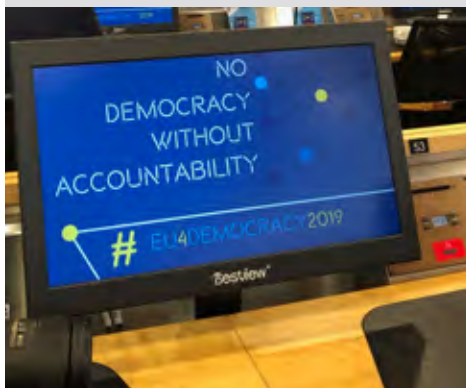 NO
DEMOCRACY
WITHOUT
ACCOUNTABILITY
# EU4DEMOCRACY2019
Bestview
53